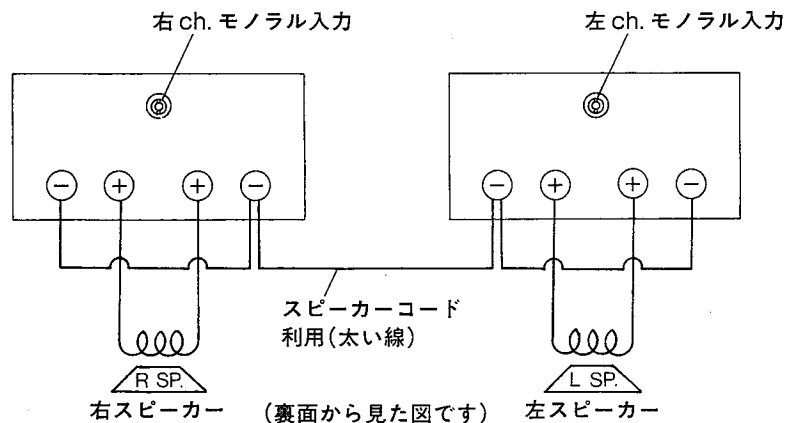 右ch. モノラル入力
左ch. モノラル入力
− + + −
− + + −
スピーカーコード
利用(太い線)
R SP.
L SP.
右スピーカー
(裏面から見た図です)
左スピーカー